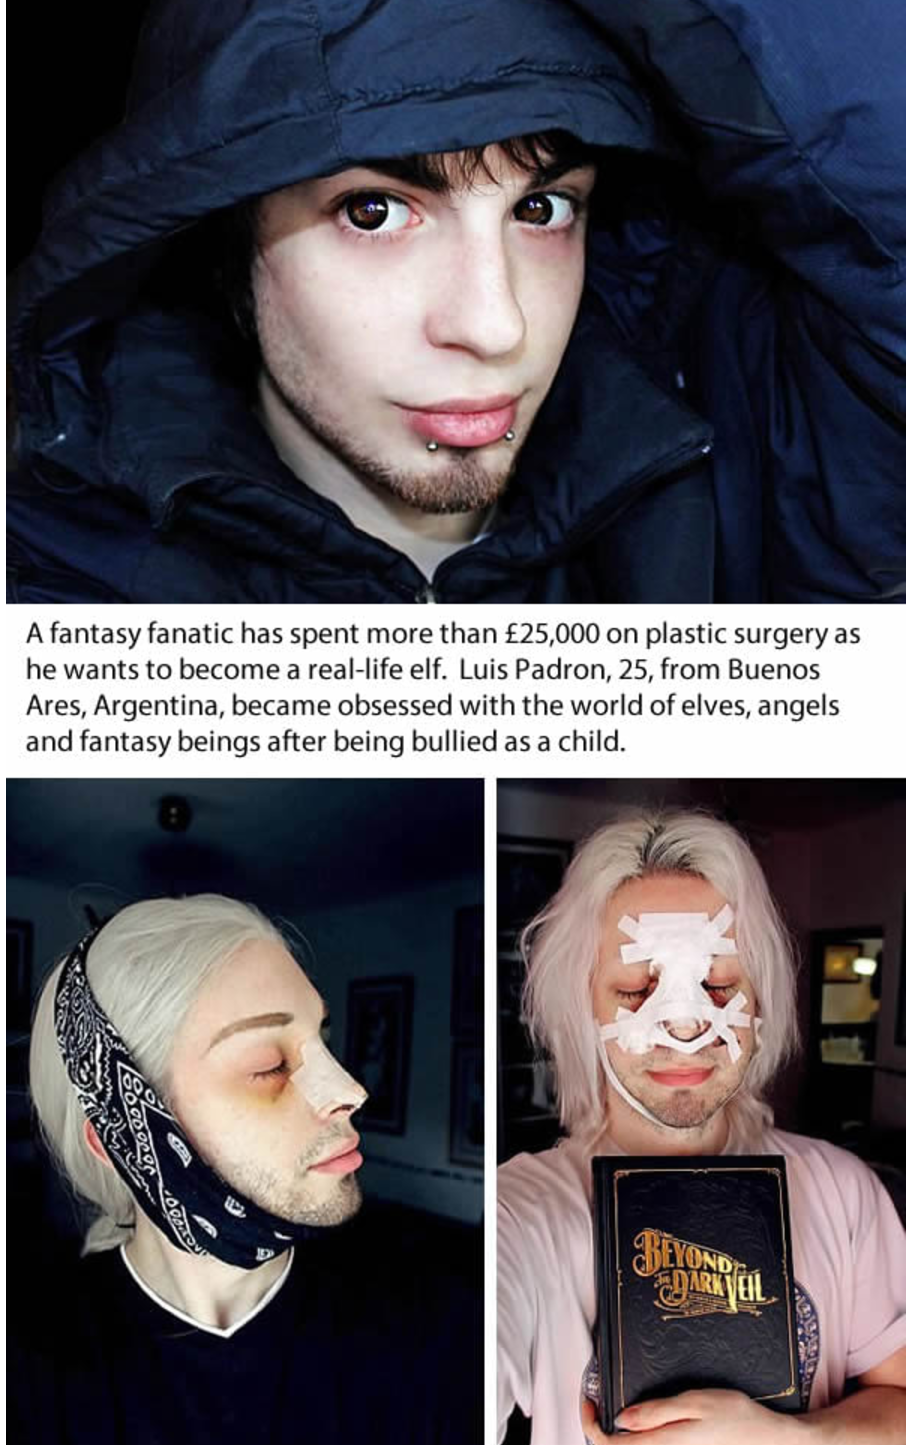 A fantasy fanatic has spent more than £25,000 on plastic surgery as
he wants to become a real-life elf. Luis Padron, 25, from Buenos
Ares, Argentina, became obsessed with the world of elves, angels
and fantasy beings after being bullied as a child.
BEYOND
THE DARK VEIL